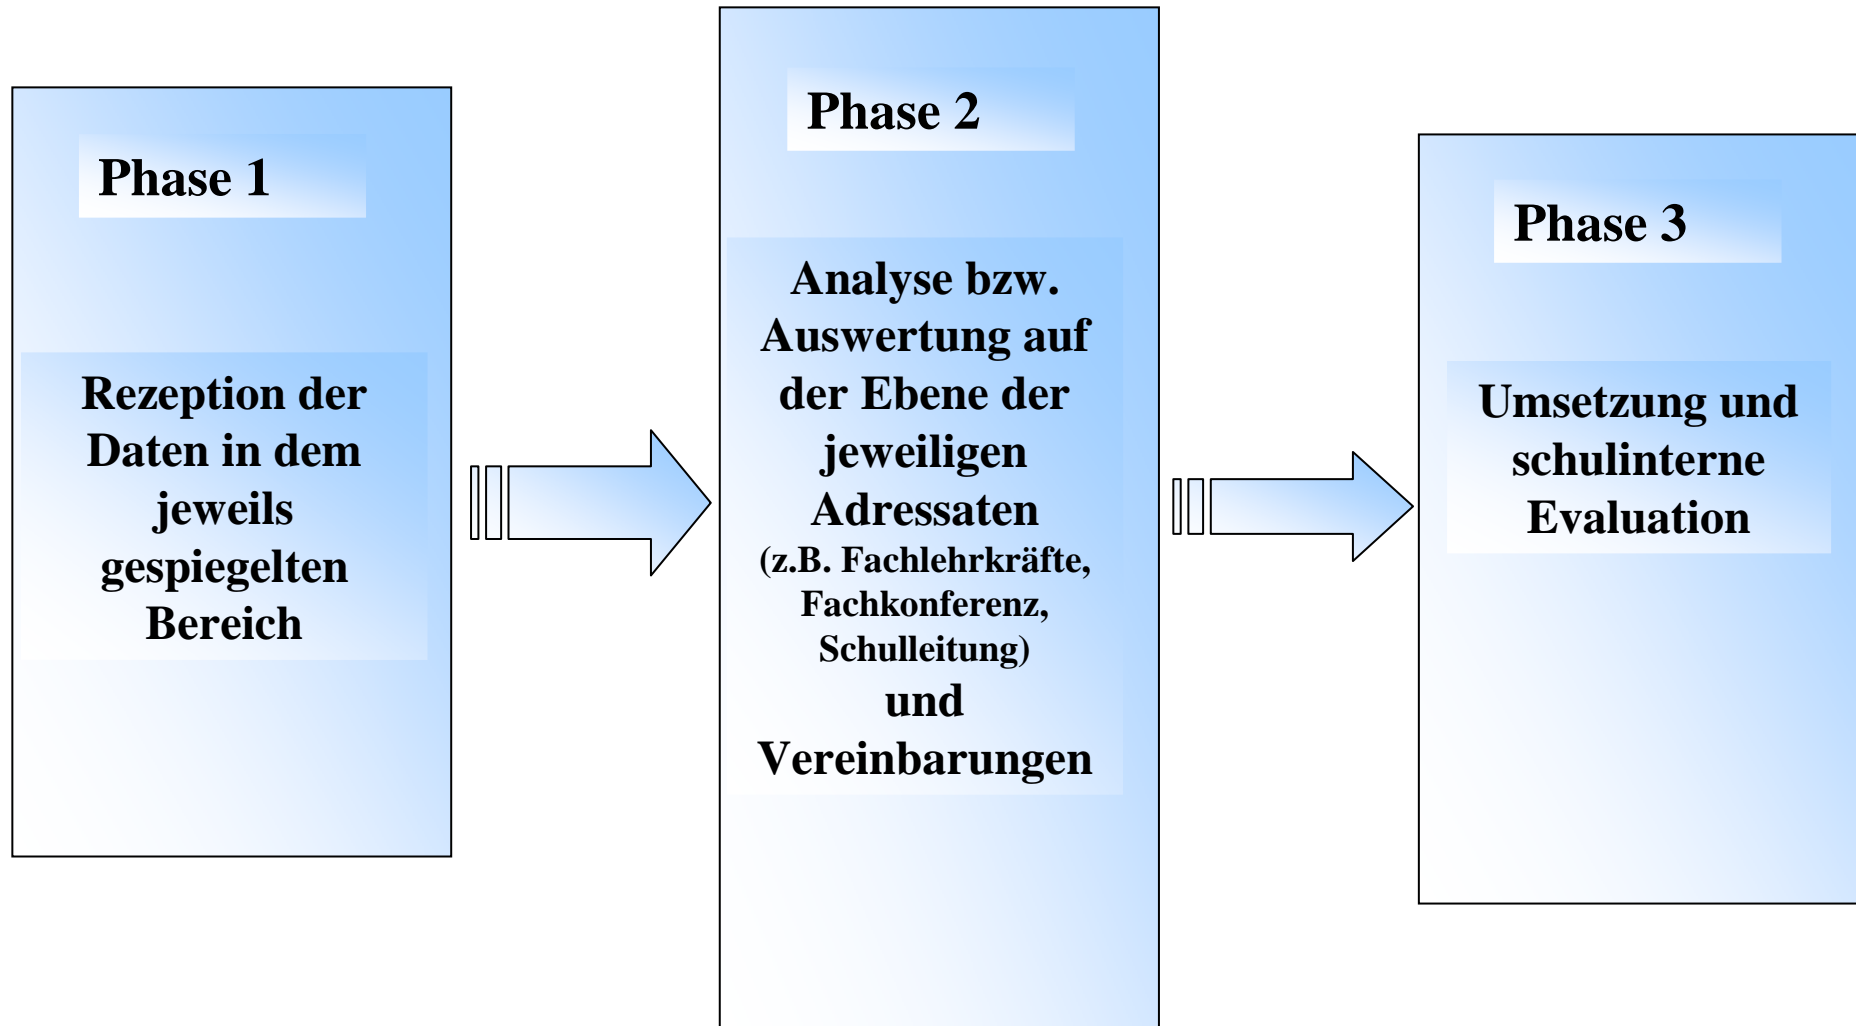 Phase 1
Rezeption der
Daten in dem
jeweils
gespiegelten
Bereich
Phase 2
Analyse bzw.
Auswertung auf
der Ebene der
jeweiligen
Adressaten
(z.B. Fachlehrkräfte,
Fachkonferenz,
Schulleitung)
und
Vereinbarungen
Phase 3
Umsetzung und
schulinterne
Evaluation